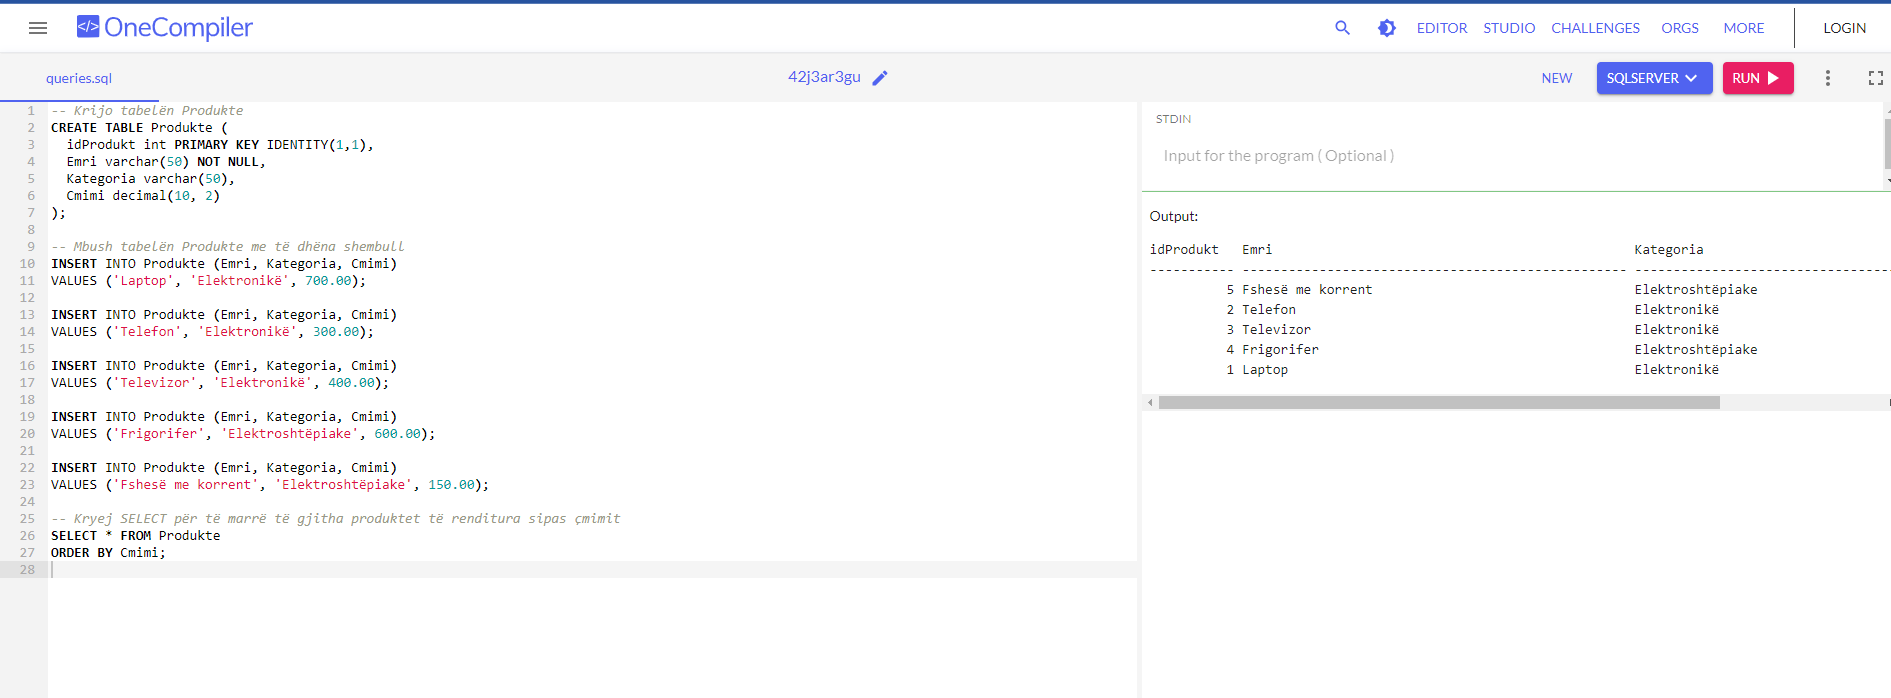 </> OneCompiler
EDITOR STUDIO CHALLENGES ORGS MORE LOGIN
queries.sql
42j3ar3gu
NEW SQLSERVER RUN
1 -- Krijo tabelën Produkte
2 CREATE TABLE Produkte (
3 idProdukt int PRIMARY KEY IDENTITY(1,1),
4 Emri varchar(50) NOT NULL,
5 Kategoria varchar(50),
6 Cmimi decimal(10, 2)
7 );
8
9 -- Mbush tabelën Produkte me të dhëna shembull
10 INSERT INTO Produkte (Emri, Kategoria, Cmimi)
11 VALUES ('Laptop', 'Elektronikë', 700.00);
12
13 INSERT INTO Produkte (Emri, Kategoria, Cmimi)
14 VALUES ('Telefon', 'Elektronikë', 300.00);
15
16 INSERT INTO Produkte (Emri, Kategoria, Cmimi)
17 VALUES ('Televizor', 'Elektronikë', 400.00);
18
19 INSERT INTO Produkte (Emri, Kategoria, Cmimi)
20 VALUES ('Frigorifer', 'Elektroshtëpiake', 600.00);
21
22 INSERT INTO Produkte (Emri, Kategoria, Cmimi)
23 VALUES ('Fshesë me korrent', 'Elektroshtëpiake', 150.00);
24
25 -- Kryej SELECT për të marrë të gjitha produktet të renditura sipas çmimit
26 SELECT * FROM Produkte
27 ORDER BY Cmimi;
28
STDIN
Input for the program ( Optional )
Output:
idProdukt Emri Kategoria
----------- -------------------------------------------------- ---------------------------------
5 Fshesë me korrent Elektroshtëpiake
2 Telefon Elektronikë
3 Televizor Elektronikë
4 Frigorifer Elektroshtëpiake
1 Laptop Elektronikë